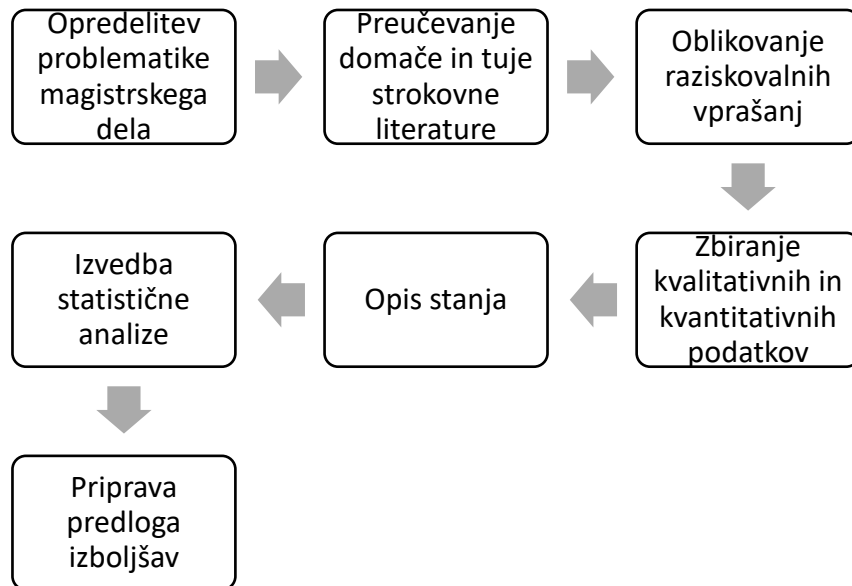 Opredelitev
problematike
magistrskega
dela
Preučevanje
domače in tuje
strokovne
literature
Oblikovanje
raziskovalnih
vprašanj
Zbiranje
kvalitativnih in
kvantitativnih
podatkov
Opis stanja
Izvedba
statistične
analize
Priprava
predloga
izboljšav